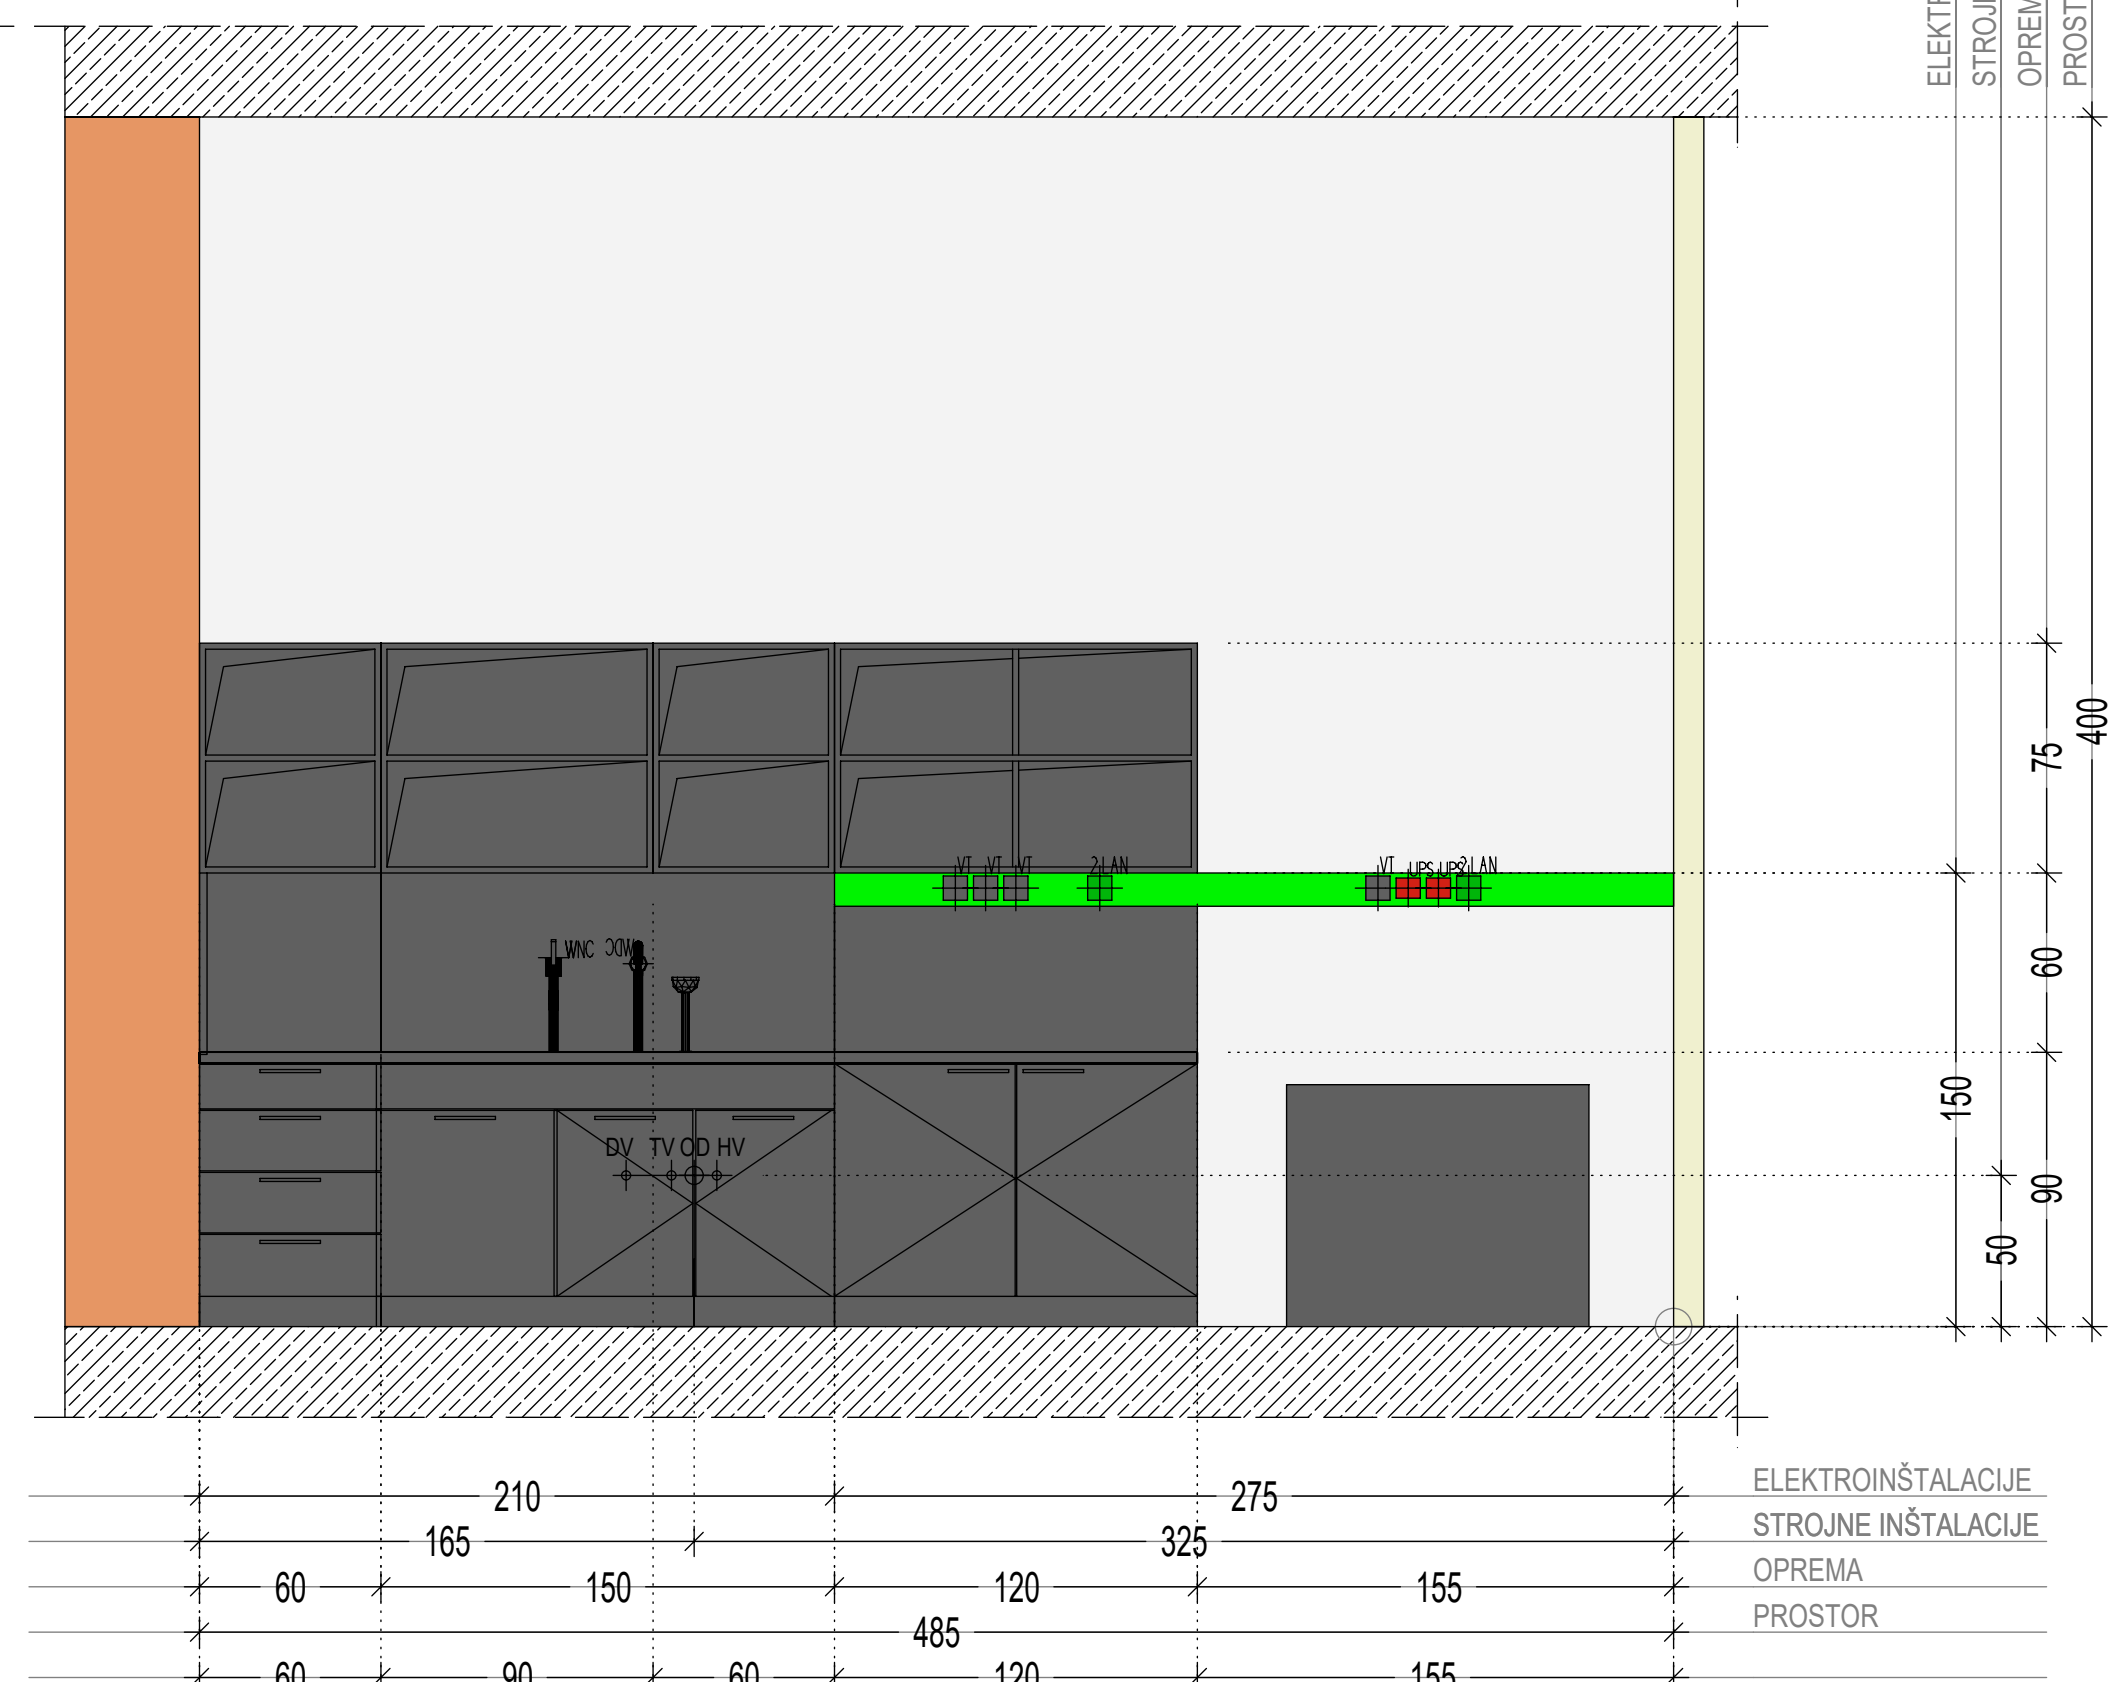 400
75
VT VT VT 2 LAN VT UPS UPS 2 LAN
WNC WDC
60
150
DV TV OD HV
90
50
210 275 ELEKTROINŠTALACIJE
165 325 STROJNE INŠTALACIJE
60 150 120 155 OPREMA
485 PROSTOR
60 90 60 120 155